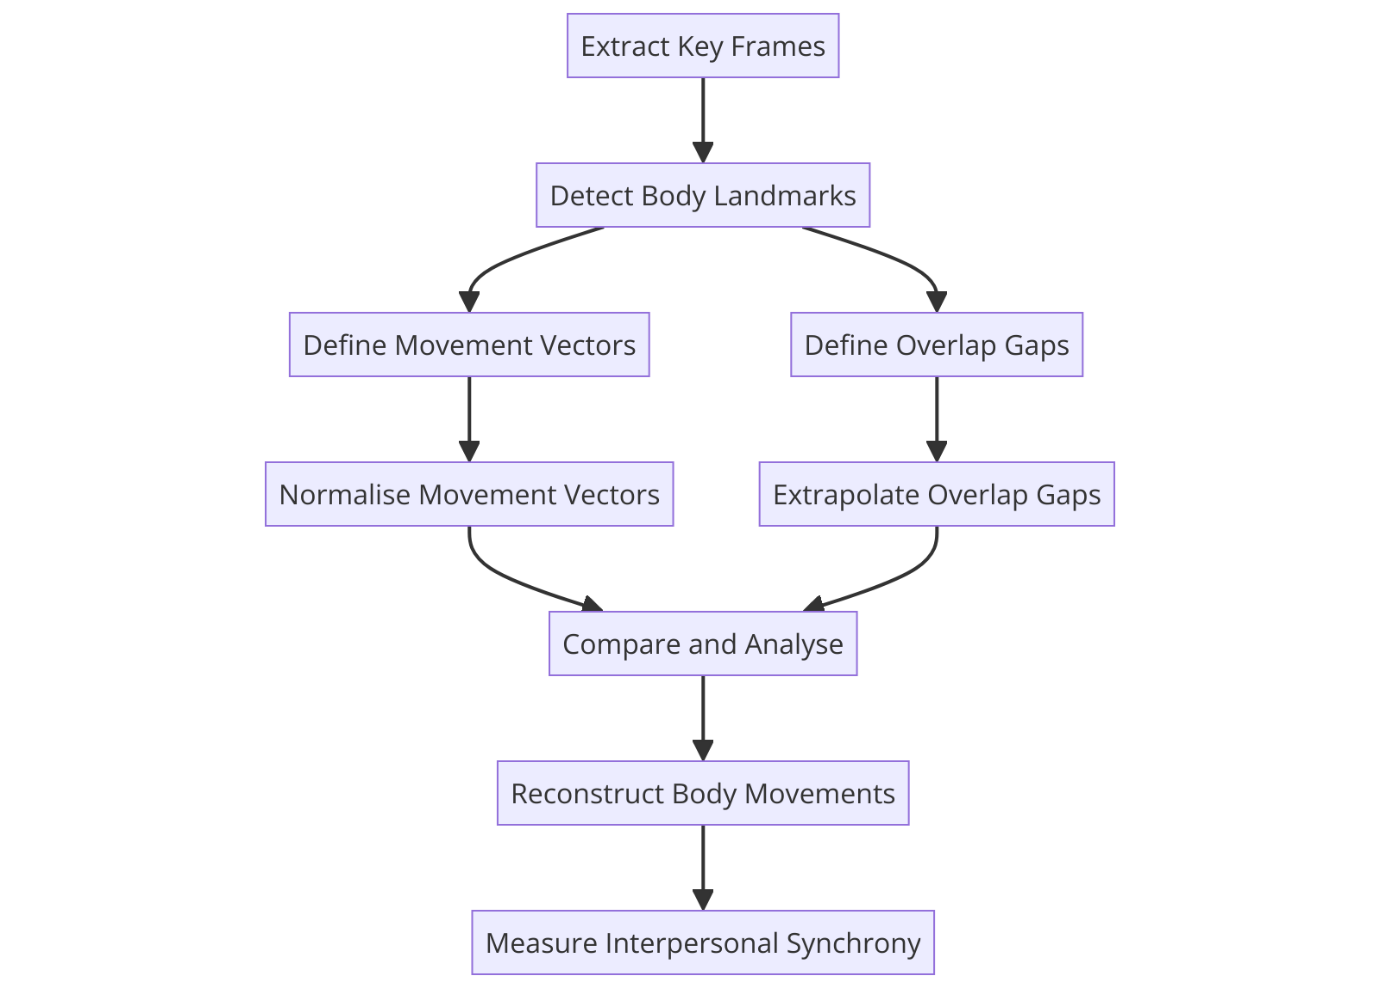 Extract Key Frames
Detect Body Landmarks
Define Movement Vectors
Define Overlap Gaps
Normalise Movement Vectors
Extrapolate Overlap Gaps
Compare and Analyse
Reconstruct Body Movements
Measure Interpersonal Synchrony